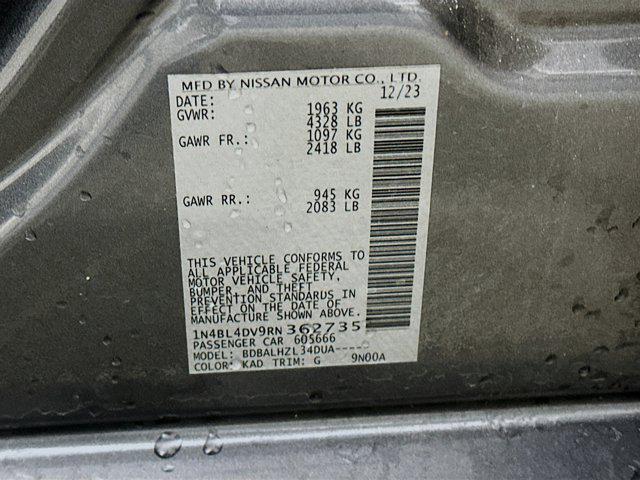 MFD BY NISSAN MOTOR CO., LTD.
DATE: 12/23
GVWR: 1963 KG
4328 LB
GAWR FR.: 1097 KG
2418 LB
GAWR RR.: 945 KG
2083 LB
THIS VEHICLE CONFORMS TO
ALL APPLICABLE FEDERAL
MOTOR VEHICLE SAFETY,
BUMPER, AND THEFT
PREVENTION STANDARDS IN
EFFECT ON THE DATE OF
MANUFACTURE SHOWN ABOVE.
1N4BL4DV9RN362735
PASSENGER CAR 605666
MODEL: BDBALHZL34DUA-----
COLOR: KAD TRIM: G 9N00A